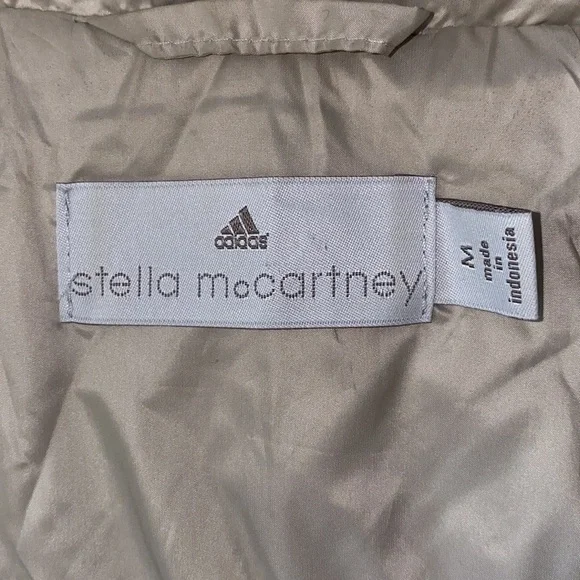 adidas
stella mccartney
M
made
in
indonesia